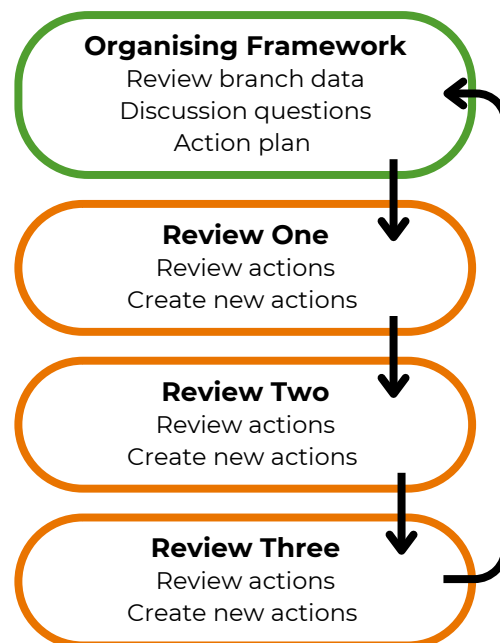 Organising Framework
Review branch data
Discussion questions
Action plan
Review One
Review actions
Create new actions
Review Two
Review actions
Create new actions
Review Three
Review actions
Create new actions